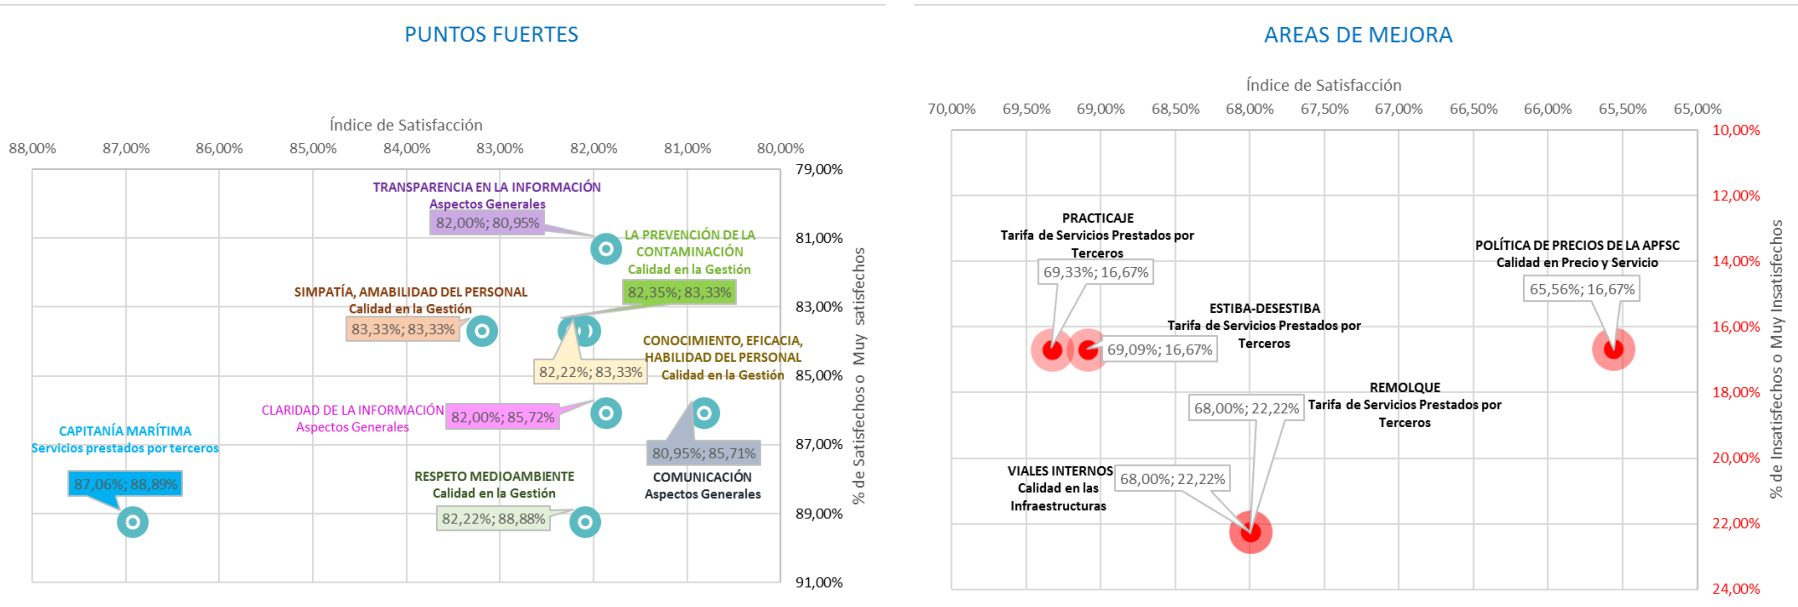 PUNTOS FUERTES
Índice de Satisfacción
88,00% 87,00% 86,00% 85,00% 84,00% 83,00% 82,00% 81,00% 80,00%
79,00%
81,00%
83,00%
85,00%
87,00%
89,00%
91,00%
% de Satisfechos o Muy satisfechos
TRANSPARENCIA EN LA INFORMACIÓN
Aspectos Generales
82,00%; 80,95%
LA PREVENCIÓN DE LA
CONTAMINACIÓN
Calidad en la Gestión
82,35%; 83,33%
SIMPATÍA, AMABILIDAD DEL PERSONAL
Calidad en la Gestión
83,33%; 83,33%
CONOCIMIENTO, EFICACIA,
HABILIDAD DEL PERSONAL
Calidad en la Gestión
82,22%; 83,33%
CLARIDAD DE LA INFORMACIÓN
Aspectos Generales
82,00%; 85,72%
CAPITANÍA MARÍTIMA
Servicios prestados por terceros
87,06%; 88,89%
80,95%; 85,71%
COMUNICACIÓN
Aspectos Generales
RESPETO MEDIOAMBIENTE
Calidad en la Gestión
82,22%; 88,88%
AREAS DE MEJORA
Índice de Satisfacción
70,00% 69,50% 69,00% 68,50% 68,00% 67,50% 67,00% 66,50% 66,00% 65,50% 65,00%
10,00%
12,00%
14,00%
16,00%
18,00%
20,00%
22,00%
24,00%
% de Insatisfechos o Muy Insatisfechos
PRACTICAJE
Tarifa de Servicios Prestados por
Terceros
69,33%; 16,67%
POLÍTICA DE PRECIOS DE LA APFSC
Calidad en Precio y Servicio
65,56%; 16,67%
ESTIBA-DESESTIBA
Tarifa de Servicios Prestados por
Terceros
69,09%; 16,67%
REMOLQUE
Tarifa de Servicios Prestados por
Terceros
68,00%; 22,22%
VIALES INTERNOS
Calidad en las
Infraestructuras
68,00%; 22,22%